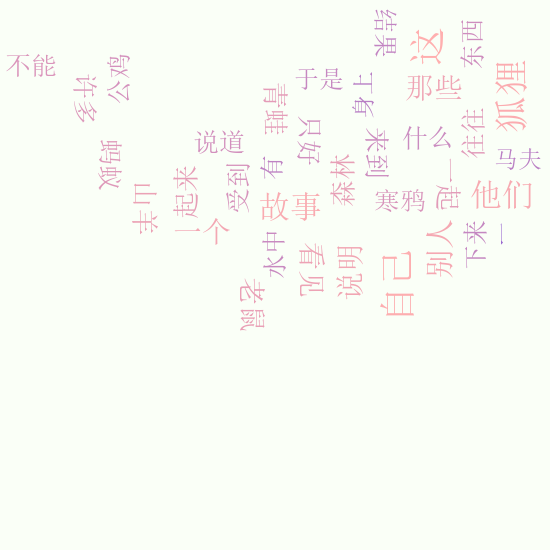 不能
公鸡
许多
蚂蚁
山羊
说道
起来
一个
受到
有
青蛙
于是
只好
故事
水中
老鼠
看见
说明
森林
身上
来到
结果
这
那些
什么
寒鸦
一起
自己
别人
东西
往往
狐狸
马夫
他们
下来
一